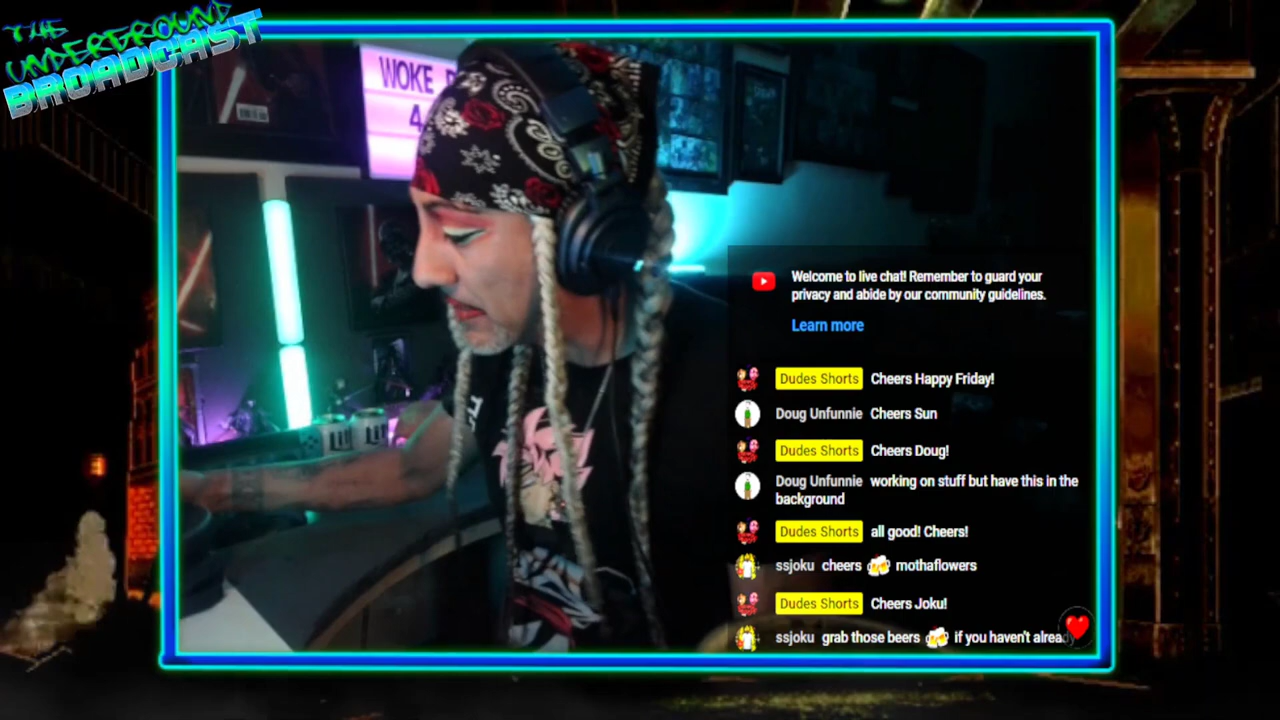 THE
UNDERGROUND
BROADCAST
WOKE
4
Welcome to live chat! Remember to guard your
privacy and abide by our community guidelines.
Learn more
Dudes Shorts Cheers Happy Friday!
Doug Unfunnie Cheers Sun
Dudes Shorts Cheers Doug!
Doug Unfunnie working on stuff but have this in the
background
Dudes Shorts all good! Cheers!
ssjoku cheers 🍻 mothaflowers
Dudes Shorts Cheers Joku!
ssjoku grab those beers 🍻 if you haven't already